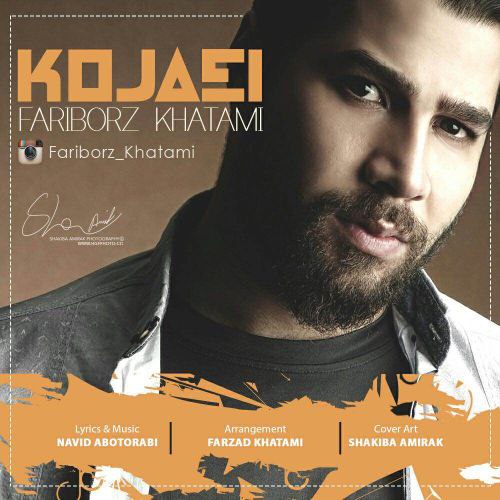 KOJAEI
FARIBORZ KHATAMI
Fariborz_Khatami
SHAKIBA AMIRAK PHOTOGRAPHY©
Lyrics & Music
NAVID ABOTORABI
Arrangement
FARZAD KHATAMI
Cover Art
SHAKIBA AMIRAK